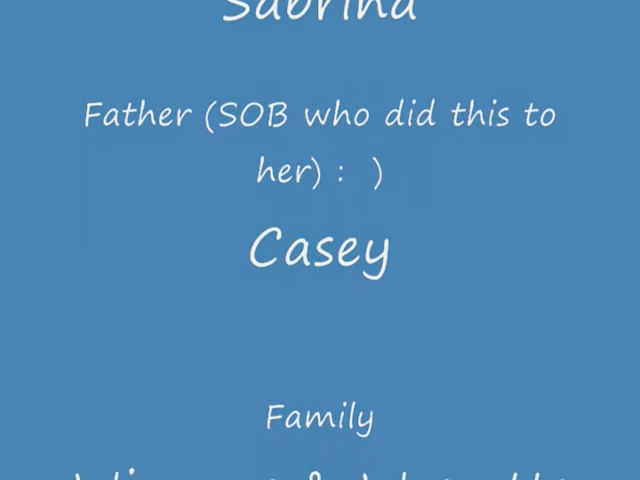 Sabrina
Father (SOB who did this to
her) : )
Casey
Family